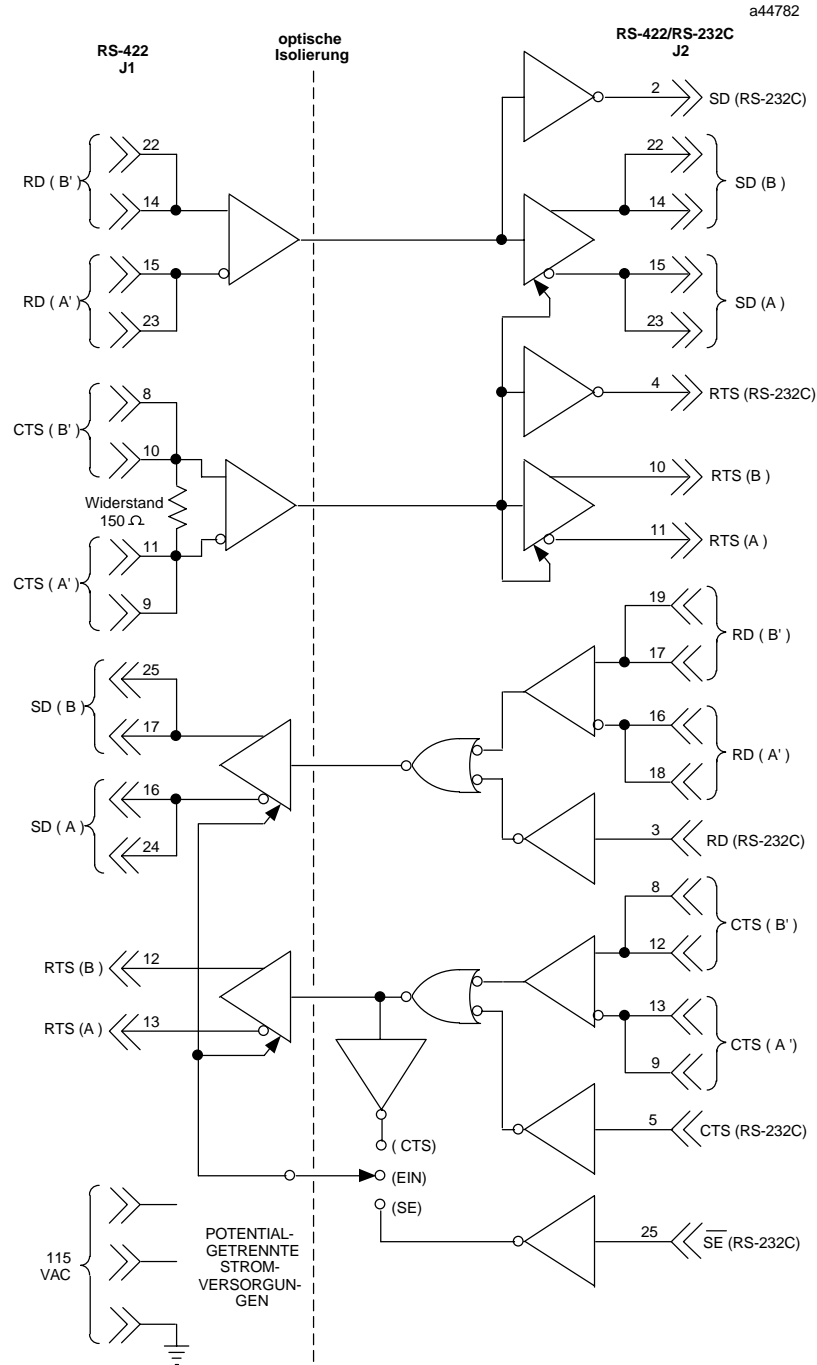 a44782
RS-422
J1
optische
Isolierung
RS-422/RS-232C
J2
2 SD (RS-232C)
RD ( B' )
22
14
22
14
SD ( B )
RD ( A' )
15
23
15
23
SD (A )
CTS ( B' )
8
10
4 RTS (RS-232C)
Widerstand
150 Ω
10 RTS (B )
CTS ( A' )
11
9
11 RTS (A )
19
17
RD ( B' )
SD ( B )
25
17
16
18
RD ( A' )
SD ( A )
16
24
3 RD (RS-232C)
8
12
CTS ( B' )
RTS (B ) 12
RTS (A ) 13
13
9
CTS ( A ')
5 CTS (RS-232C)
( CTS)
(EIN)
(SE)
25 SE (RS-232C)
115
VAC
POTENTIAL-
GETRENNTE
STROM-
VERSORGUN-
GEN